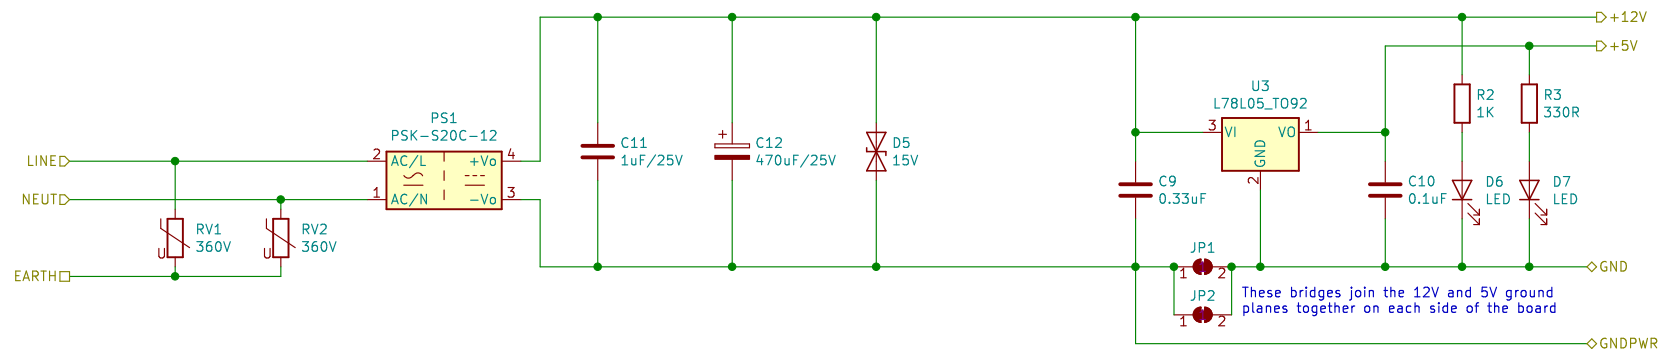 +12V
+5V
U3
L78L05_TO92
R2
1K
R3
330R
PS1
PSK-S20C-12
3
VI
VO
1
GND
2
C11
1uF/25V
+
C12
470uF/25V
D5
15V
LINE
2
AC/L
+Vo
4
NEUT
1
AC/N
-Vo
3
C9
0.33uF
C10
0.1uF
D6
LED
D7
LED
RV1
360V
U
RV2
360V
U
EARTH
JP1
1
2
GND
JP2
1
2
These bridges join the 12V and 5V ground
planes together on each side of the board
GNDPWR